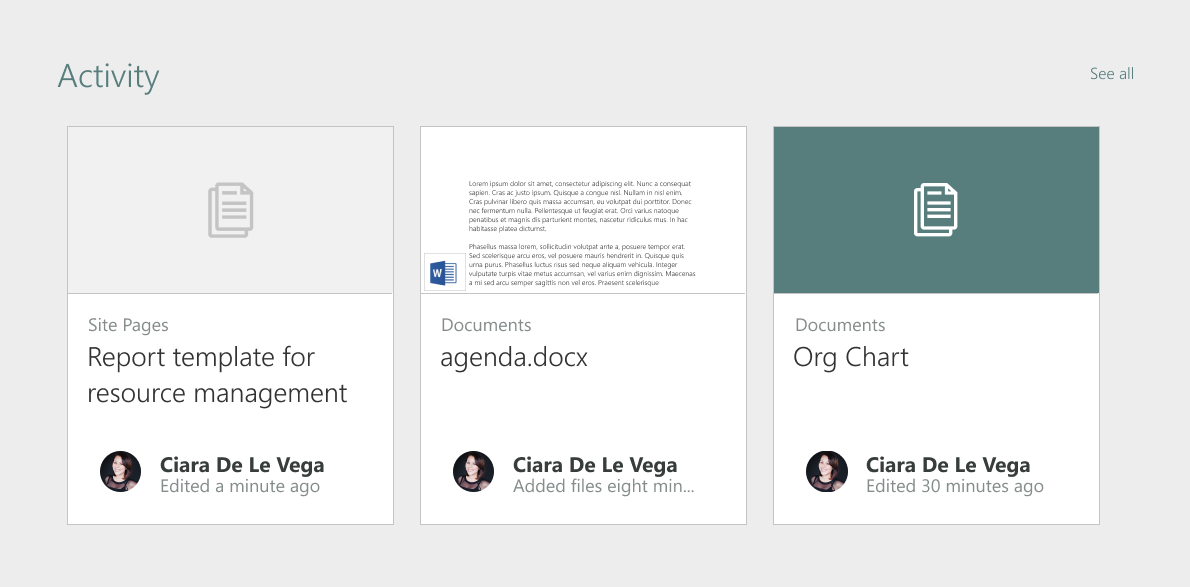 Activity
See all
Lorem ipsum dolor sit amet, consectetur adipiscing elit. Nunc a consequat
sapien. Cras ac justo ipsum. Quisque a congue nisl. Nullam in nisl enim.
Cras pulvinar libero quis massa accumsan, eu volutpat dui porttitor. Donec
nec fermentum nulla. Pellentesque ut feugiat erat. Orci varius natoque
penatibus et magnis dis parturient montes, nascetur ridiculus mus. In hac
habitasse platea dictumst.
Phasellus massa lorem, sollicitudin volutpat ante a, posuere tempor erat.
Sed scelerisque arcu eros, vel posuere mauris hendrerit in. Quisque quis
urna purus. Phasellus luctus risus sed neque aliquam vehicula. Integer
vulputate turpis vitae metus accumsan, vel varius enim dignissim. Maecenas
a mi sed arcu semper sagittis non vel eros. Praesent scelerisque
W
Site Pages
Report template for
resource management
Ciara De Le Vega
Edited a minute ago
Documents
agenda.docx
Ciara De Le Vega
Added files eight min...
Documents
Org Chart
Ciara De Le Vega
Edited 30 minutes ago